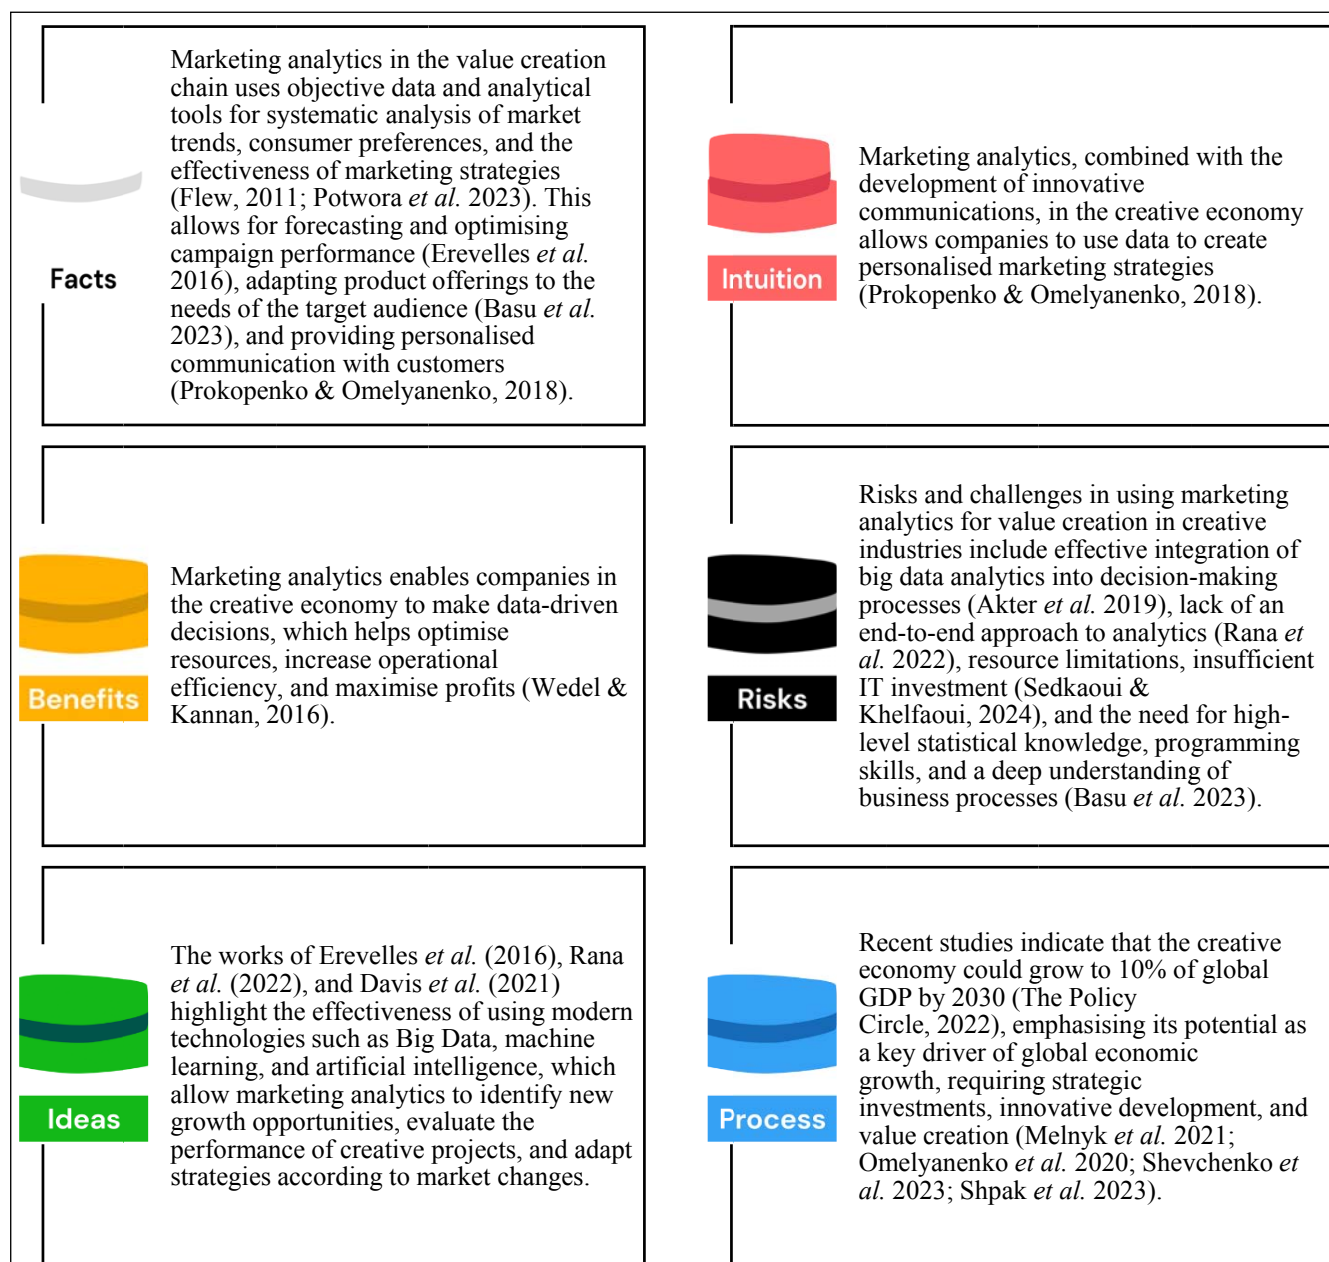 Marketing analytics in the value creation
chain uses objective data and analytical
tools for systematic analysis of market
trends, consumer preferences, and the
effectiveness of marketing strategies
(Flew, 2011; Potwora et al. 2023). This
allows for forecasting and optimising
campaign performance (Erevelles et al.
2016), adapting product offerings to the
needs of the target audience (Basu et al.
2023), and providing personalised
communication with customers
(Prokopenko & Omelyanenko, 2018).
Facts
Marketing analytics, combined with the
development of innovative
communications, in the creative economy
allows companies to use data to create
personalised marketing strategies
(Prokopenko & Omelyanenko, 2018).
Intuition
Marketing analytics enables companies in
the creative economy to make data-driven
decisions, which helps optimise
resources, increase operational
efficiency, and maximise profits (Wedel &
Kannan, 2016).
Benefits
Risks and challenges in using marketing
analytics for value creation in creative
industries include effective integration of
big data analytics into decision-making
processes (Akter et al. 2019), lack of an
end-to-end approach to analytics (Rana et
al. 2022), resource limitations, insufficient
IT investment (Sedkaoui &
Khelfaoui, 2024), and the need for high-
level statistical knowledge, programming
skills, and a deep understanding of
business processes (Basu et al. 2023).
Risks
The works of Erevelles et al. (2016), Rana
et al. (2022), and Davis et al. (2021)
highlight the effectiveness of using modern
technologies such as Big Data, machine
learning, and artificial intelligence, which
allow marketing analytics to identify new
growth opportunities, evaluate the
performance of creative projects, and adapt
strategies according to market changes.
Ideas
Recent studies indicate that the creative
economy could grow to 10% of global
GDP by 2030 (The Policy
Circle, 2022), emphasising its potential as
a key driver of global economic
growth, requiring strategic
investments, innovative development, and
value creation (Melnyk et al. 2021;
Omelyanenko et al. 2020; Shevchenko et
al. 2023; Shpak et al. 2023).
Process